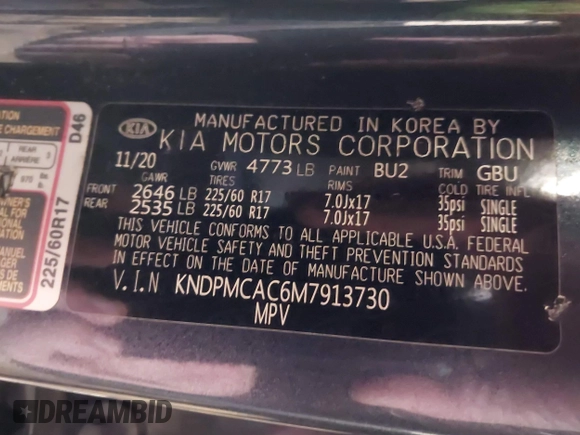 MANUFACTURED IN KOREA BY
KIA KIA MOTORS CORPORATION
11/20 GVWR 4773 LB PAINT BU2 TRIM GBU
GAWR TIRES RIMS COLD TIRE INFL
FRONT 2646 LB 225/60 R17 7.0Jx17 35psi SINGLE
REAR 2535 LB 225/60 R17 7.0Jx17 35psi SINGLE
THIS VEHICLE CONFORMS TO ALL APPLICABLE U.S.A. FEDERAL
MOTOR VEHICLE SAFETY AND THEFT PREVENTION STANDARDS
IN EFFECT ON THE DATE OF MANUFACTURE SHOWN ABOVE.
V.I.N KNDPMCAC6M7913730
MPV
D46
225/60R17
REAR
ARRIERE
DREAMBID